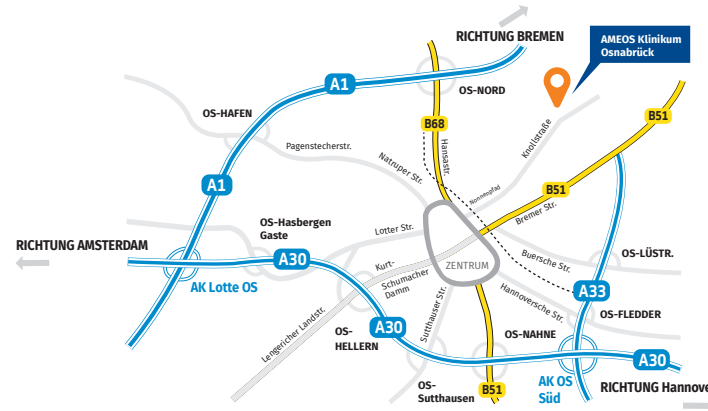 RICHTUNG BREMEN
AMEOS Klinikum
Osnabrück
A1
OS-NORD
OS-HAFEN
B68
B51
Pagenstecherstr.
Hansastr.
Knollstraße
Natruper Str.
A1
Nonnenpfad
B51
Bremer Str.
OS-Hasbergen
Gaste
Lotter Str.
RICHTUNG AMSTERDAM
A30
AK Lotte OS
Kurt-
Schumacher
Damm
ZENTRUM
Buersche Str.
OS-LÜSTR.
A33
Hannoversche Str.
OS-FLEDDER
Lengericher Landstr.
Sutthauser Str.
A30
OS-
HELLERN
OS-NAHNE
A30
OS-
Sutthausen
B51
AK OS
Süd
RICHTUNG Hannove